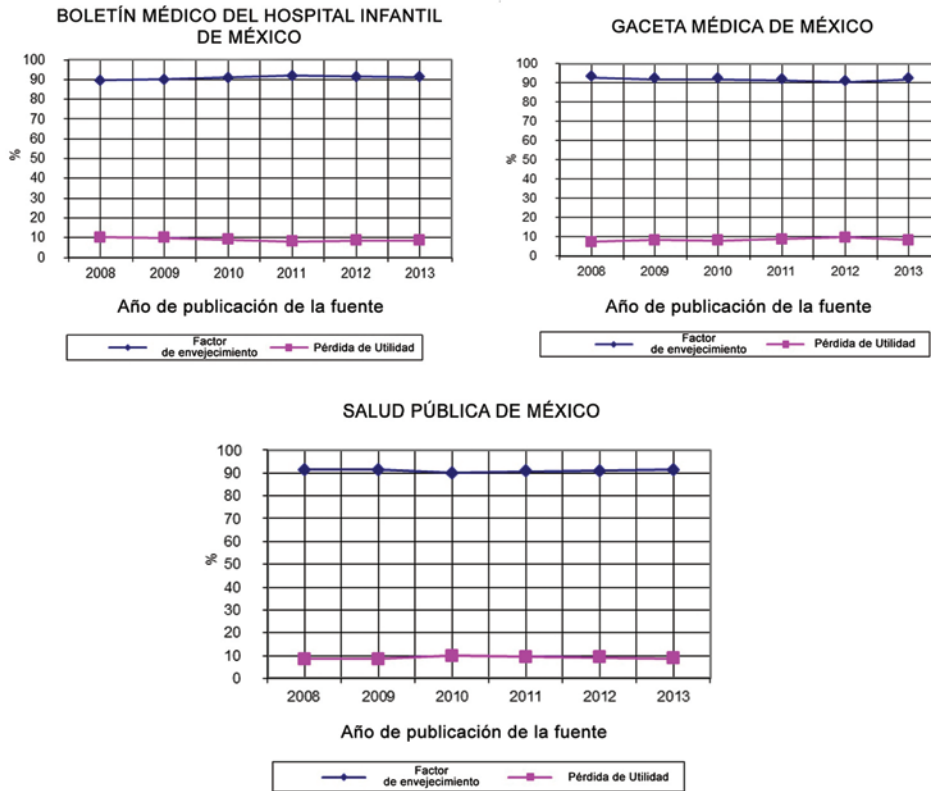 BOLETÍN MÉDICO DEL HOSPITAL INFANTIL
DE MÉXICO
100
90
80
70
60
50
40
30
20
10
0
%
2008 2009 2010 2011 2012 2013
Año de publicación de la fuente
Factor
de envejecimiento
Pérdida de Utilidad
GACETA MÉDICA DE MÉXICO
100
90
80
70
60
50
40
30
20
10
0
%
2008 2009 2010 2011 2012 2013
Año de publicación de la fuente
Factor
de envejecimiento
Pérdida de Utilidad
SALUD PÚBLICA DE MÉXICO
100
90
80
70
60
50
40
30
20
10
0
%
2008 2009 2010 2011 2012 2013
Año de publicación de la fuente
Factor
de envejecimiento
Pérdida de Utilidad